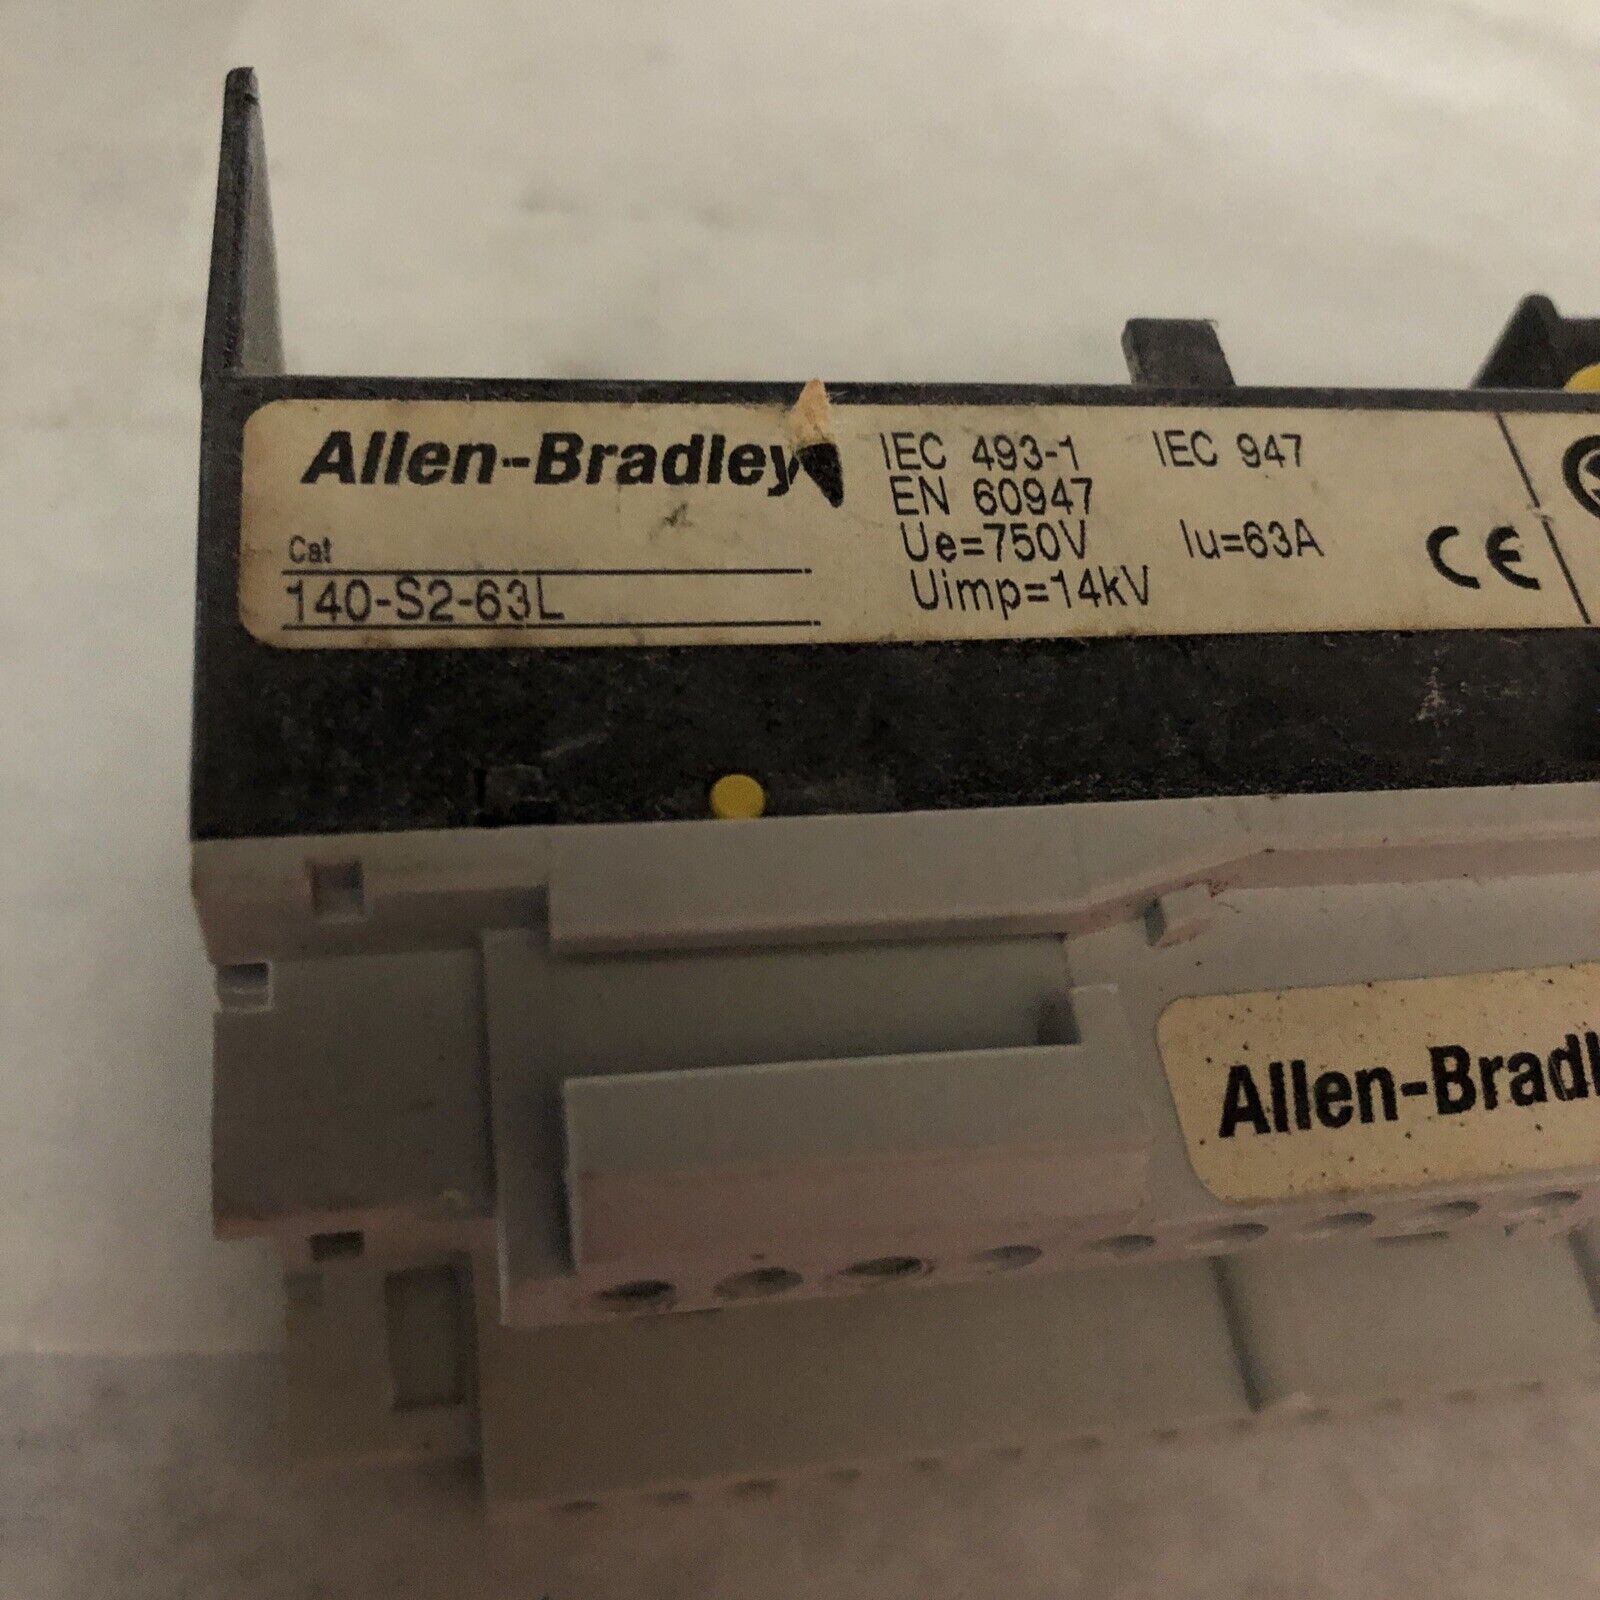 Allen-Bradley
IEC 493-1 IEC 947
EN 60947
Ue=750V Iu=63A
Uimp=14kV
CE
Cat
140-S2-63L
Allen-Bradl